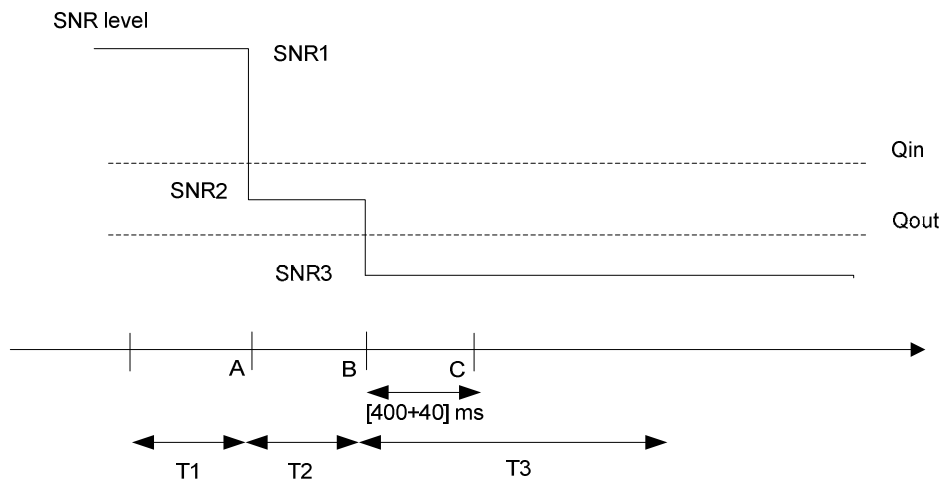 SNR level
SNR1
Qin
SNR2
Qout
SNR3
A
B
C
[400+40] ms
T1
T2
T3